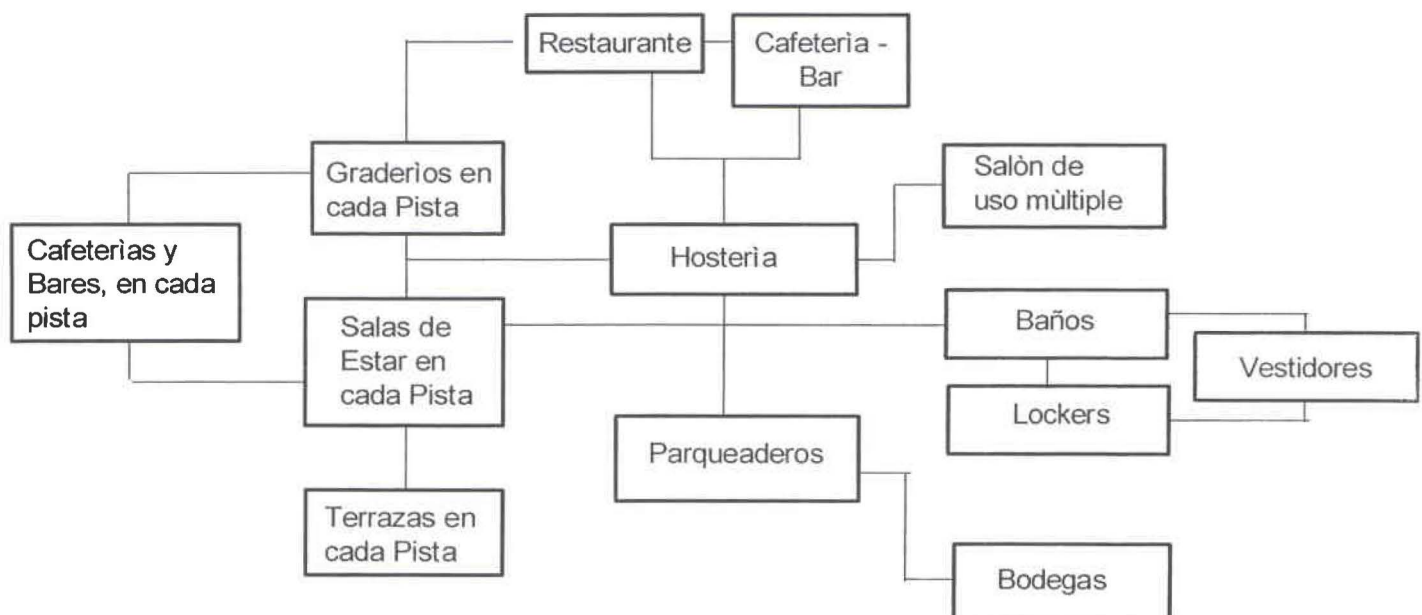 Restaurante
Cafeterìa -
Bar
Graderìos en
cada Pista
Salòn de
uso mùltiple
Cafeterìas y
Bares, en cada
pista
Hosterìa
Salas de
Estar en
cada Pista
Baños
Vestidores
Lockers
Parqueaderos
Terrazas en
cada Pista
Bodegas